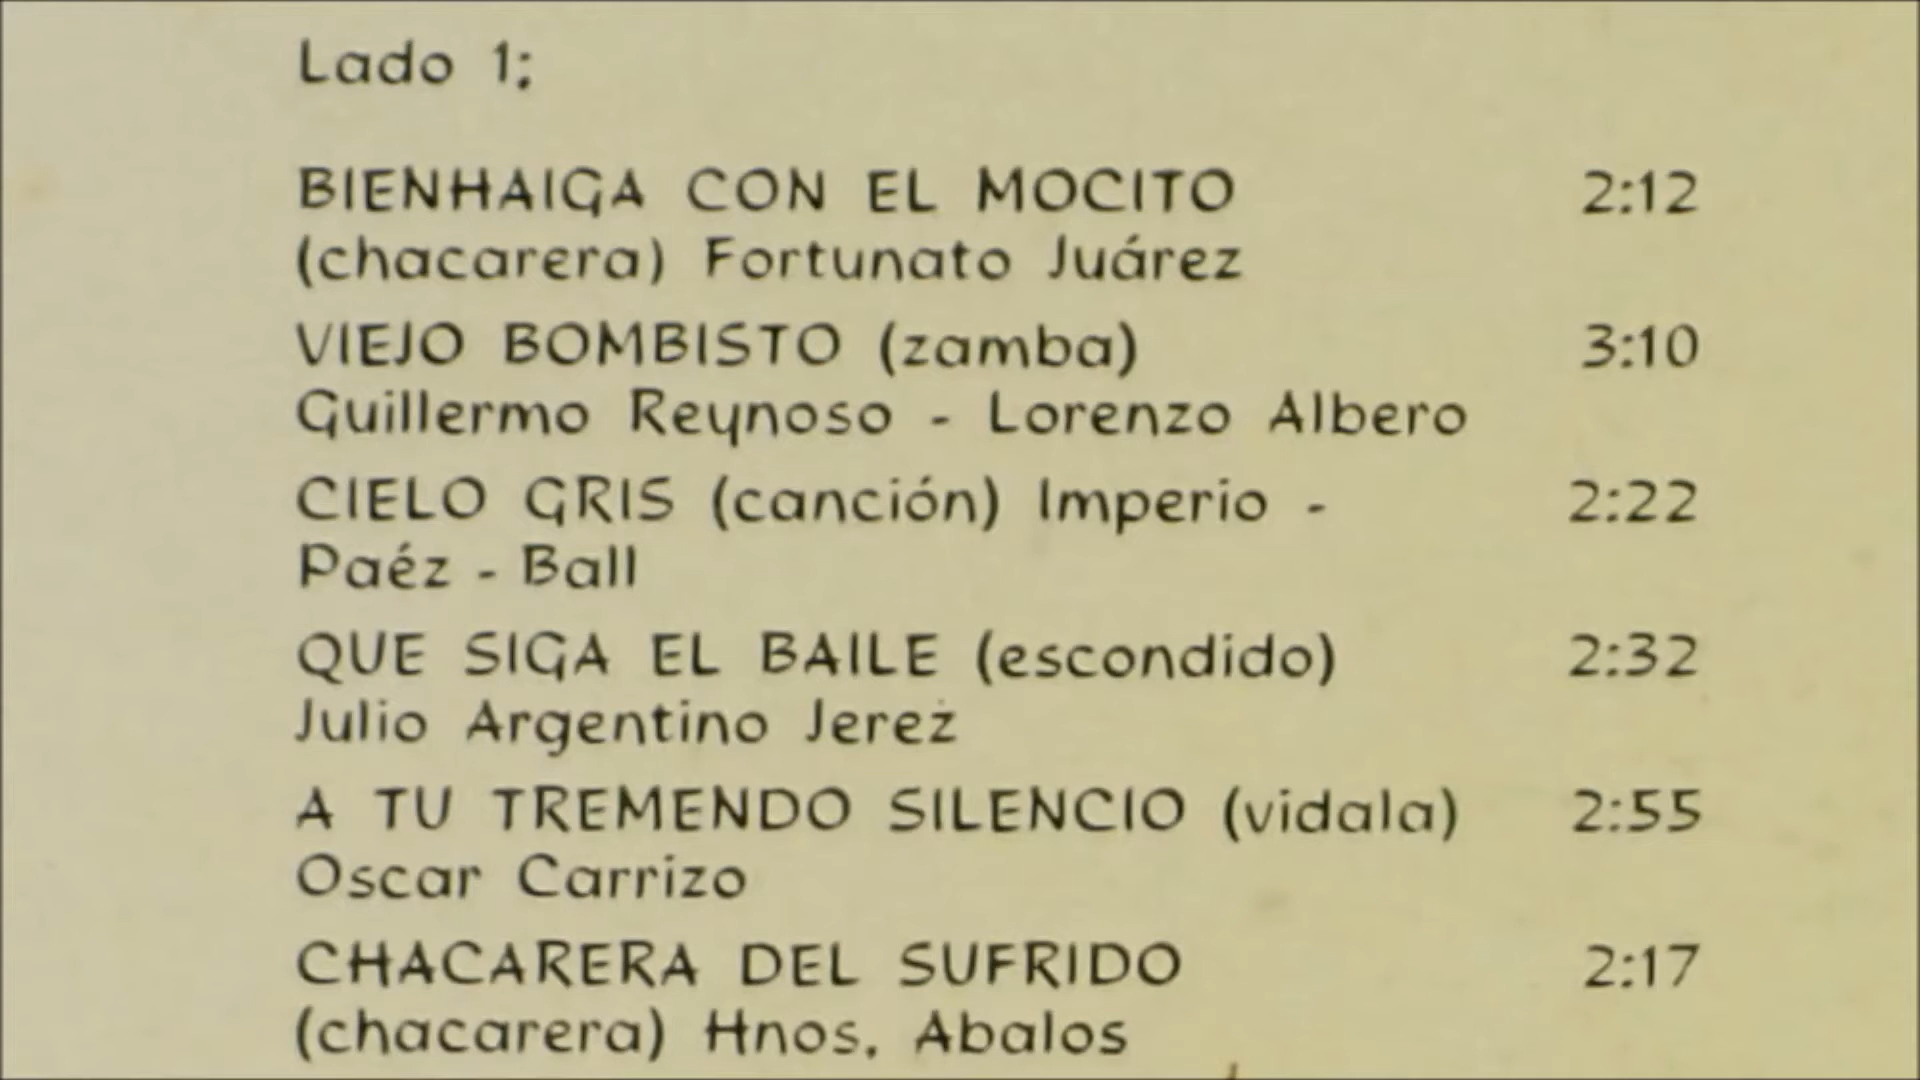 Lado 1:
BIENHAIGA CON EL MOCITO 2:12
(chacarera) Fortunato Juárez
VIEJO BOMBISTO (zamba) 3:10
Guillermo Reynoso - Lorenzo Albero
CIELO GRIS (canción) Imperio - 2:22
Paéz - Ball
QUE SIGA EL BAILE (escondido) 2:32
Julio Argentino Jerez
A TU TREMENDO SILENCIO (vidala) 2:55
Oscar Carrizo
CHACARERA DEL SUFRIDO 2:17
(chacarera) Hnos. Abalos